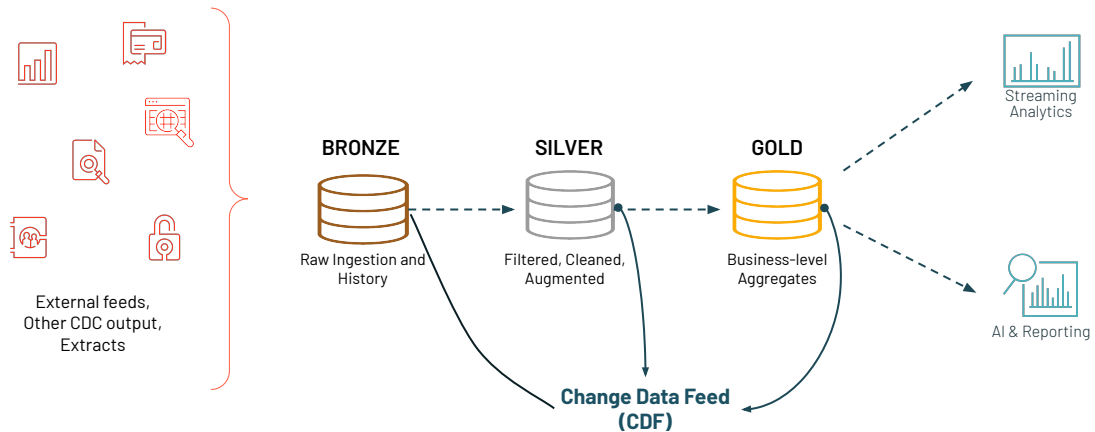 External feeds,
Other CDC output,
Extracts
BRONZE
Raw Ingestion and
History
SILVER
Filtered, Cleaned,
Augmented
GOLD
Business-level
Aggregates
Streaming
Analytics
AI & Reporting
Change Data Feed
(CDF)